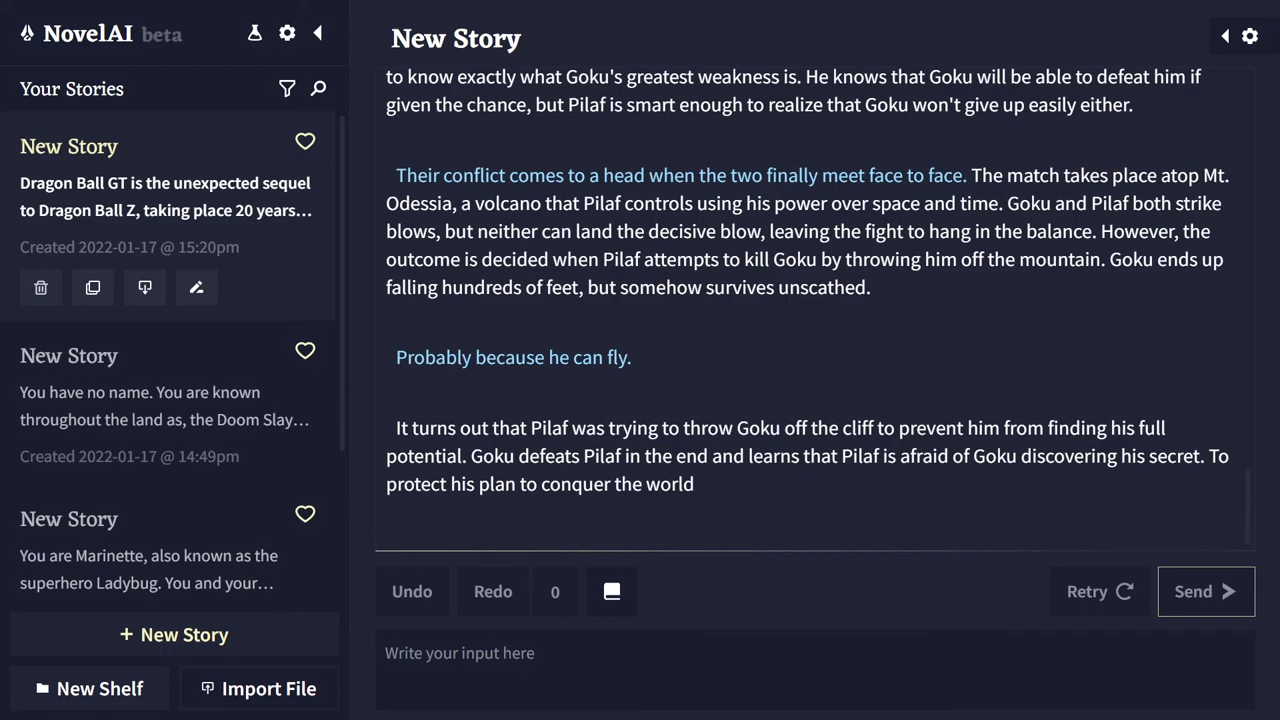 NovelAI beta
Your Stories
New Story
Dragon Ball GT is the unexpected sequel
to Dragon Ball Z, taking place 20 years...
Created 2022-01-17 @ 15:20pm
New Story
You have no name. You are known
throughout the land as, the Doom Slay...
Created 2022-01-17 @ 14:49pm
New Story
You are Marinette, also known as the
superhero Ladybug. You and your...
+ New Story
New Shelf
Import File
New Story
to know exactly what Goku's greatest weakness is. He knows that Goku will be able to defeat him if
given the chance, but Pilaf is smart enough to realize that Goku won't give up easily either.
Their conflict comes to a head when the two finally meet face to face. The match takes place atop Mt.
Odessia, a volcano that Pilaf controls using his power over space and time. Goku and Pilaf both strike
blows, but neither can land the decisive blow, leaving the fight to hang in the balance. However, the
outcome is decided when Pilaf attempts to kill Goku by throwing him off the mountain. Goku ends up
falling hundreds of feet, but somehow survives unscathed.
Probably because he can fly.
It turns out that Pilaf was trying to throw Goku off the cliff to prevent him from finding his full
potential. Goku defeats Pilaf in the end and learns that Pilaf is afraid of Goku discovering his secret. To
protect his plan to conquer the world
Undo
Redo
0
Retry
Send
Write your input here